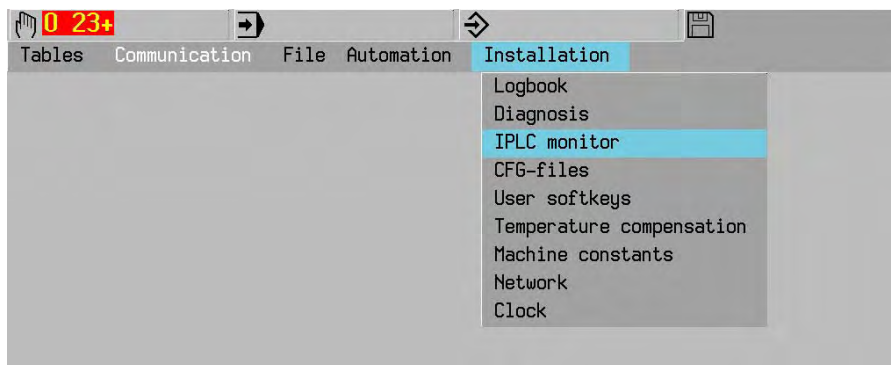 0 23+
Tables Communication File Automation Installation
Logbook
Diagnosis
IPLC monitor
CFG-files
User softkeys
Temperature compensation
Machine constants
Network
Clock